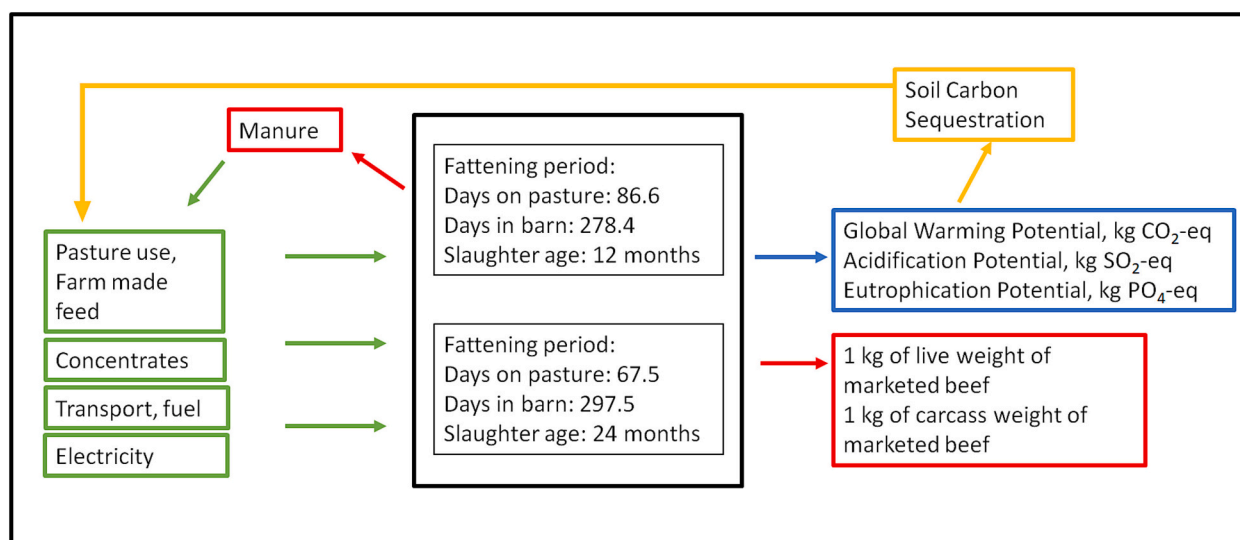 Soil Carbon
Sequestration
Manure
Fattening period:
Days on pasture: 86.6
Days in barn: 278.4
Slaughter age: 12 months
Pasture use,
Farm made
feed
Global Warming Potential, kg CO₂-eq
Acidification Potential, kg SO₂-eq
Eutrophication Potential, kg PO₄-eq
Fattening period:
Days on pasture: 67.5
Days in barn: 297.5
Slaughter age: 24 months
Concentrates
Transport, fuel
Electricity
1 kg of live weight of
marketed beef
1 kg of carcass weight of
marketed beef